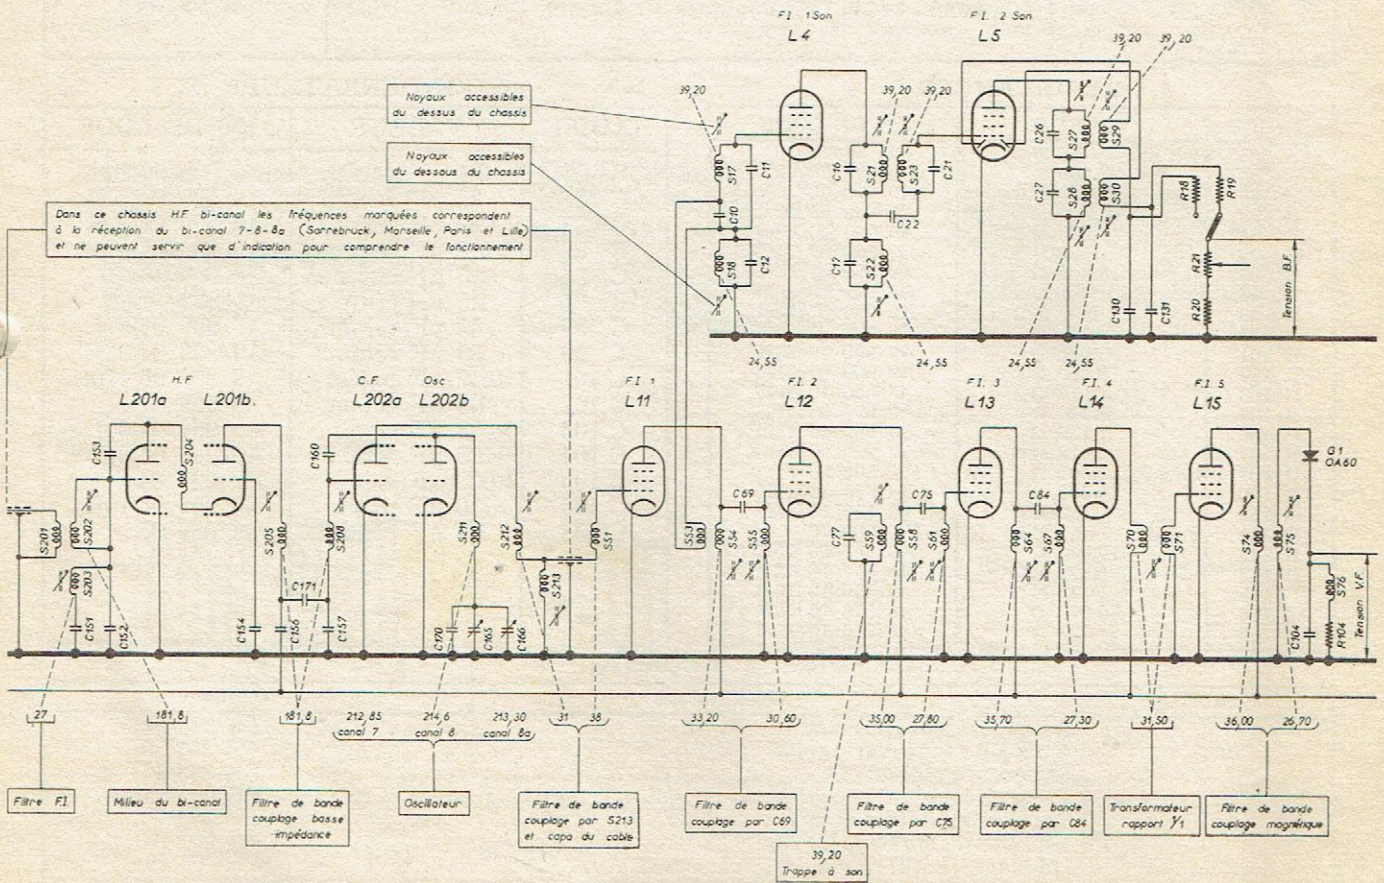 F.I. 1 Son
L4
F.I. 2 Son
L5
39,20
39,20
39,20
39,20
39,20
Noyaux accessibles
du dessus du chassis
Noyaux accessibles
du dessous du chassis
Dans ce chassis H.F bi-canal les fréquences marquées correspondent
à la réception du bi-canal 7-8-8a (Sarrebruck, Marseille, Paris et Lille)
et ne peuvent servir que d'indication pour comprendre le fonctionnement
S17
C11
C10
S18
C12
C16
S21
S23
C21
C22
C17
S22
C26
S27
S29
C27
S28
S30
R18
R19
R21
R20
C130
C131
Tension B.F.
24,55
24,55
24,55
24,55
H.F
L201a
L201b
C.F.
L202a
Osc
L202b
F.I. 1
L11
F.I. 2
L12
F.I. 3
L13
F.I. 4
L14
F.I. 5
L15
C153
S204
C160
S201
S202
S203
C151
C152
C154
S205
C156
C171
S208
C157
S211
C170
C165
C166
S212
S213
S51
S53
S54
C69
S55
C77
S59
S58
C75
S61
S64
C84
S67
S70
S71
S74
S75
G1
OA60
S76
C104
R104
Tension V.F.
27
181,8
181,8
212,85
canal 7
214,6
canal 8
213,30
canal 8a
31
38
33,20
30,60
35,00
27,80
35,70
27,30
31,50
36,00
26,70
Filtre F.I.
Milieu du bi-canal
Filtre de bande
couplage basse
impédance
Oscillateur
Filtre de bande
couplage par S213
et capa du cable
Filtre de bande
couplage par C69
39,20
Trappe à son
Filtre de bande
couplage par C75
Filtre de bande
couplage par C84
Transformateur
rapport 1/1
Filtre de bande
couplage magnétique